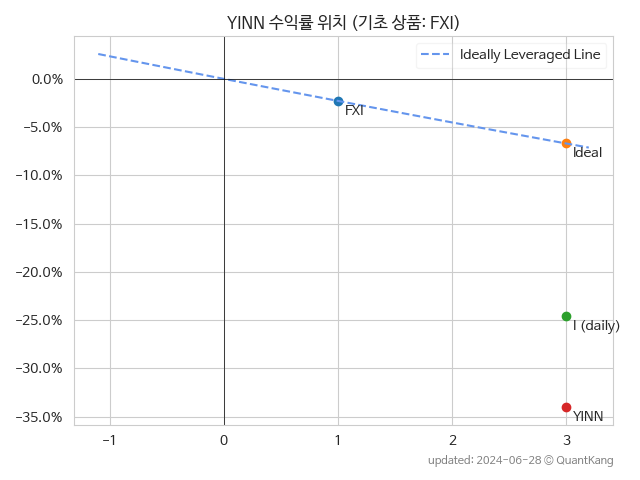 YINN 수익률 위치 (기초 상품: FXI)
Ideally Leveraged Line
0.0%
−5.0%
−10.0%
−15.0%
−20.0%
−25.0%
−30.0%
−35.0%
FXI
Ideal
I (daily)
YINN
−1
0
1
2
3
updated: 2024-06-28 © QuantKang